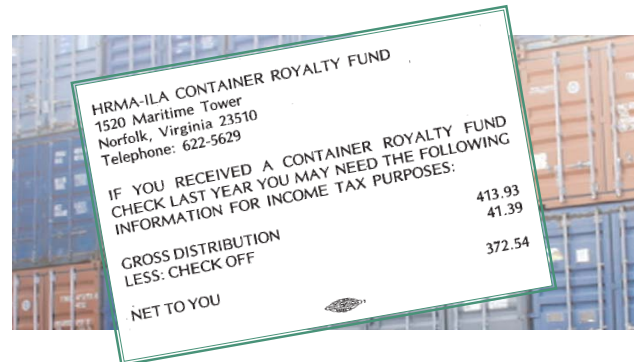 HRMA-ILA CONTAINER ROYALTY FUND
1520 Maritime Tower
Norfolk, Virginia 23510
Telephone: 622-5629
IF YOU RECEIVED A CONTAINER ROYALTY FUND
CHECK LAST YEAR YOU MAY NEED THE FOLLOWING
INFORMATION FOR INCOME TAX PURPOSES:
GROSS DISTRIBUTION 413.93
LESS: CHECK OFF 41.39
NET TO YOU 372.54